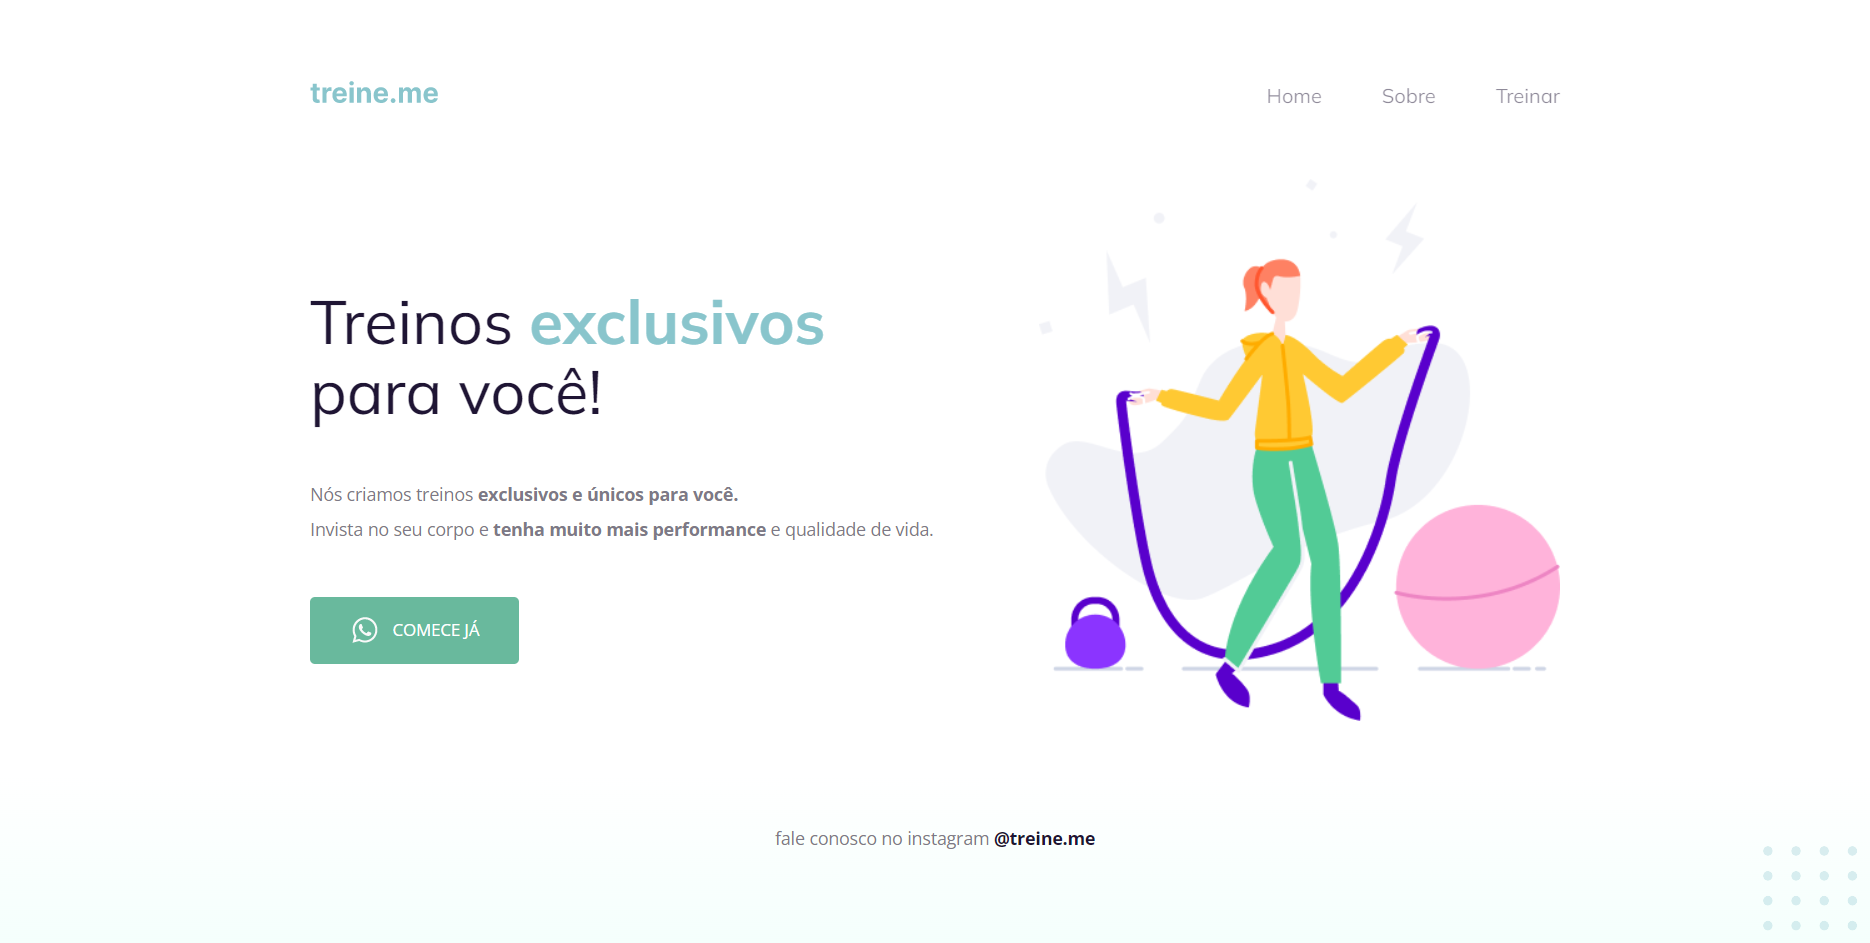 treine.me
Home Sobre Treinar
Treinos exclusivos
para você!
Nós criamos treinos exclusivos e únicos para você.
Invista no seu corpo e tenha muito mais performance e qualidade de vida.
COMECE JÁ
fale conosco no instagram @treine.me